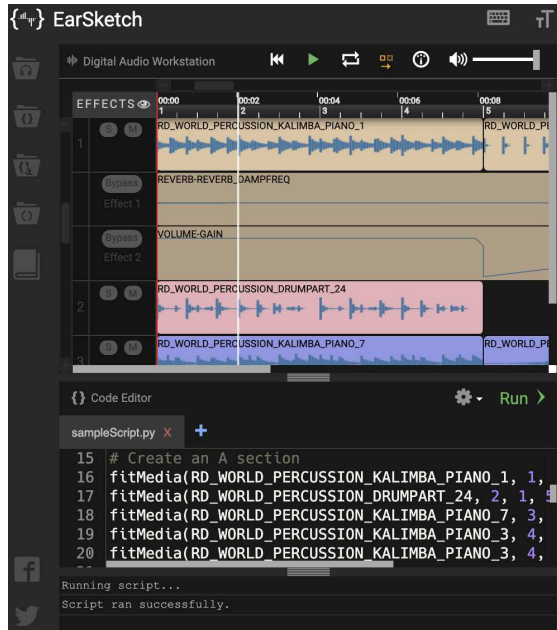 EarSketch
Digital Audio Workstation
EFFECTS
00:00 00:02 00:04 00:06 00:08
1 2 3 4 5
1 S M
RD_WORLD_PERCUSSION_KALIMBA_PIANO_1
Bypass
Effect 1
REVERB-REVERB_DAMPFREQ
Bypass
Effect 2
VOLUME-GAIN
2 S M
RD_WORLD_PERCUSSION_DRUMPART_24
3 S M
RD_WORLD_PERCUSSION_KALIMBA_PIANO_7
{} Code Editor
Run
sampleScript.py X +
15 # Create an A section
16 fitMedia(RD_WORLD_PERCUSSION_KALIMBA_PIANO_1, 1,
17 fitMedia(RD_WORLD_PERCUSSION_DRUMPART_24, 2, 1, 5
18 fitMedia(RD_WORLD_PERCUSSION_KALIMBA_PIANO_7, 3,
19 fitMedia(RD_WORLD_PERCUSSION_KALIMBA_PIANO_3, 4,
20 fitMedia(RD_WORLD_PERCUSSION_KALIMBA_PIANO_3, 4,
Running script...
Script ran successfully.